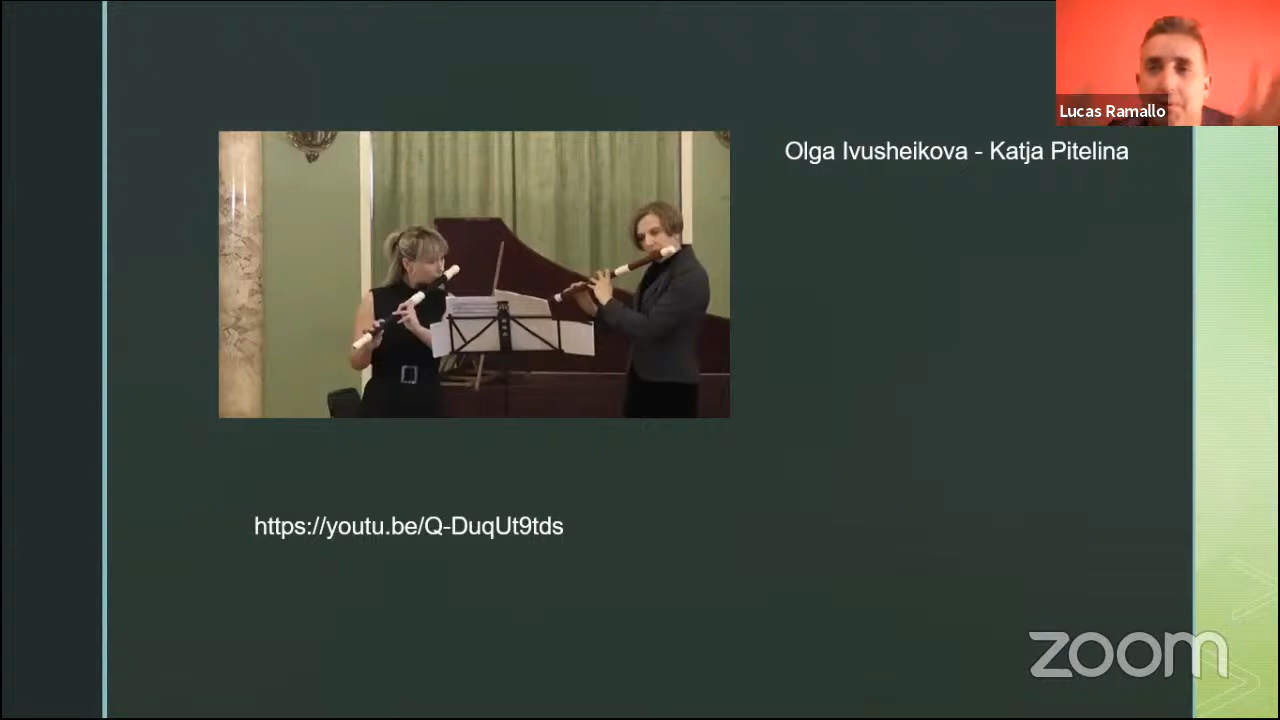 Lucas Ramallo
Olga Ivusheikova - Katja Pitelina
https://youtu.be/Q-DuqUt9tds
zoom